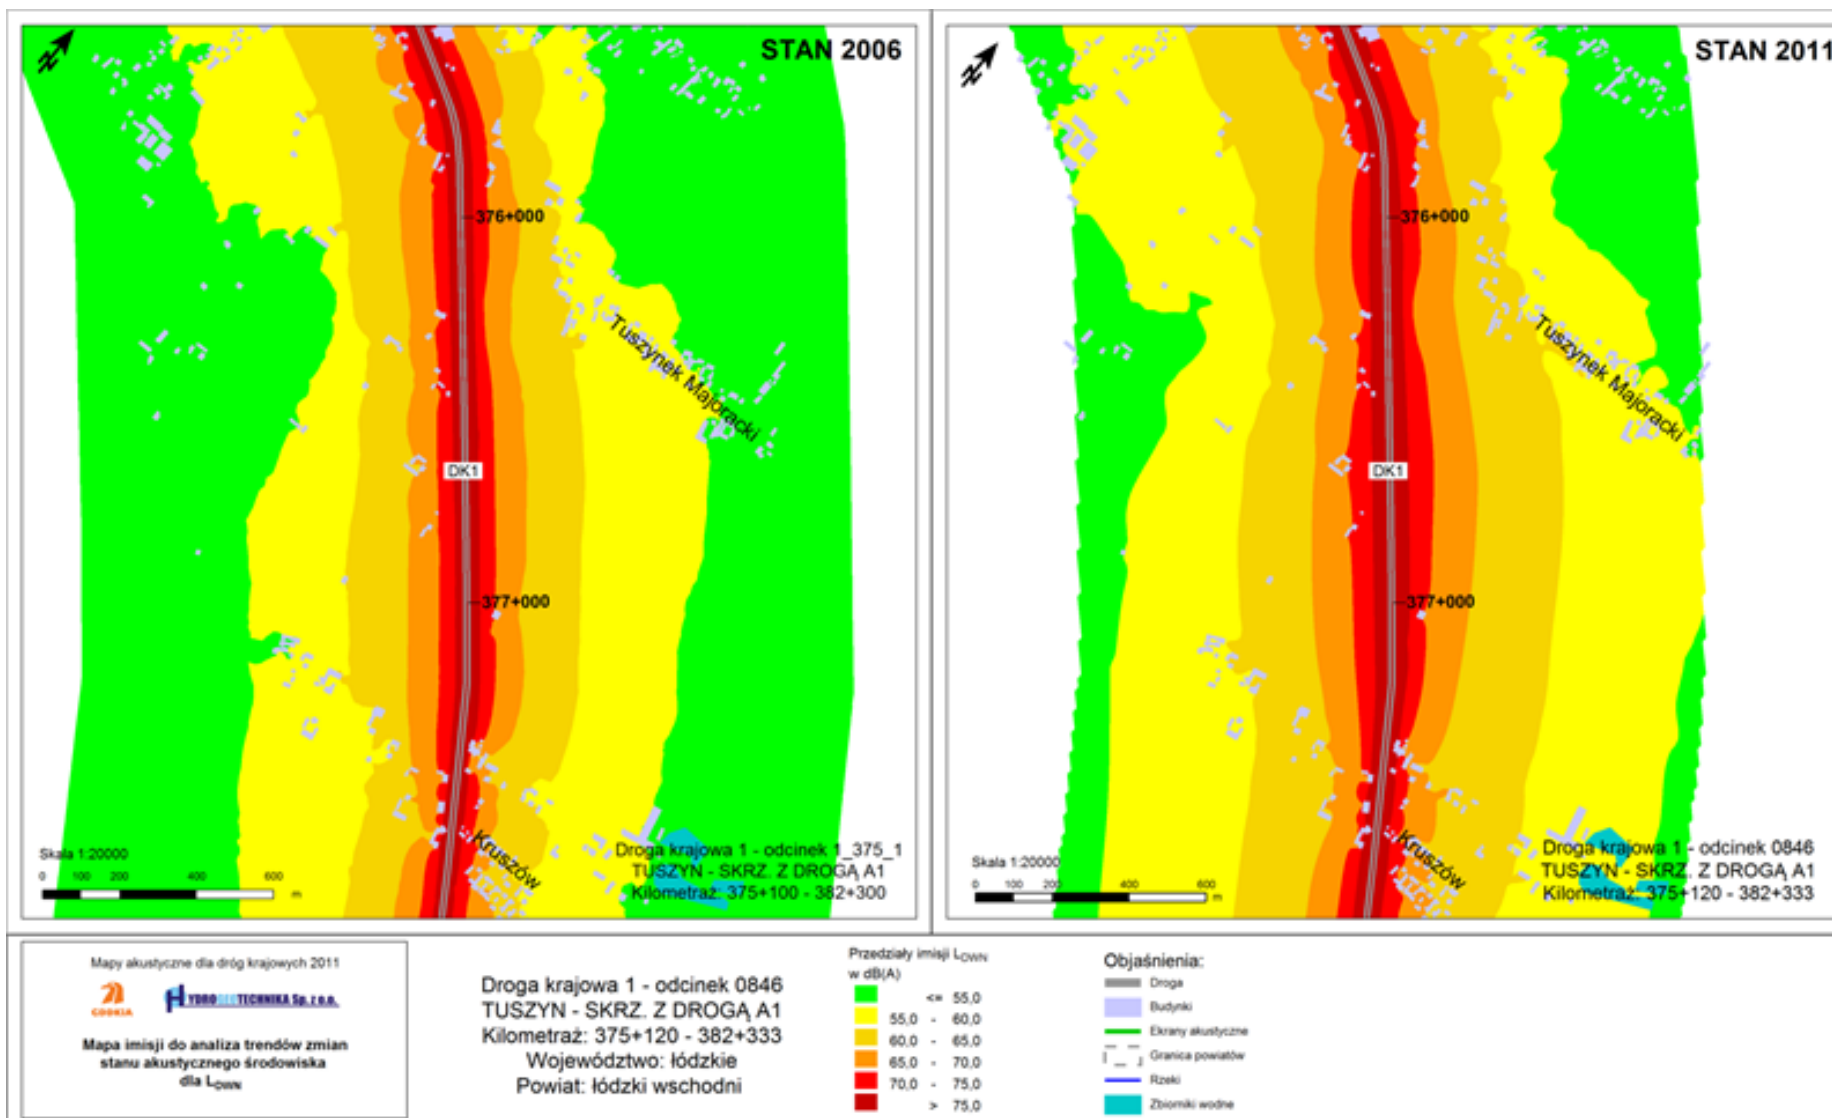 STAN 2006
376+000
Tuszynek Majoracki
DK1
377+000
Kruszów
Skala 1:20000
0 100 200 400 600 m
Droga krajowa 1 - odcinek 1_375_1
TUSZYN - SKRZ. Z DROGĄ A1
Kilometraż: 375+100 - 382+300
STAN 2011
376+000
Tuszynek Majoracki
DK1
377+000
Kruszów
Skala 1:20000
0 100 200 400 600 m
Droga krajowa 1 - odcinek 0846
TUSZYN - SKRZ. Z DROGĄ A1
Kilometraż: 375+120 - 382+333
Mapy akustyczne dla dróg krajowych 2011
GDDKIA
HYDROGEOTECHNIKA Sp. z o.o.
Mapa imisji do analiza trendów zmian
stanu akustycznego środowiska
dla LDWN
Droga krajowa 1 - odcinek 0846
TUSZYN - SKRZ. Z DROGĄ A1
Kilometraż: 375+120 - 382+333
Województwo: łódzkie
Powiat: łódzki wschodni
Przedziały imisji LDWN
w dB(A)
<= 55,0
55,0 - 60,0
60,0 - 65,0
65,0 - 70,0
70,0 - 75,0
> 75,0
Objaśnienia:
Droga
Budynki
Ekrany akustyczne
Granica powiatów
Rzeki
Zbiorniki wodne